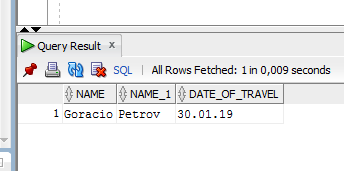 Query Result x
SQL | All Rows Fetched: 1 in 0,009 seconds
NAME NAME_1 DATE_OF_TRAVEL
1 Goracio Petrov 30.01.19